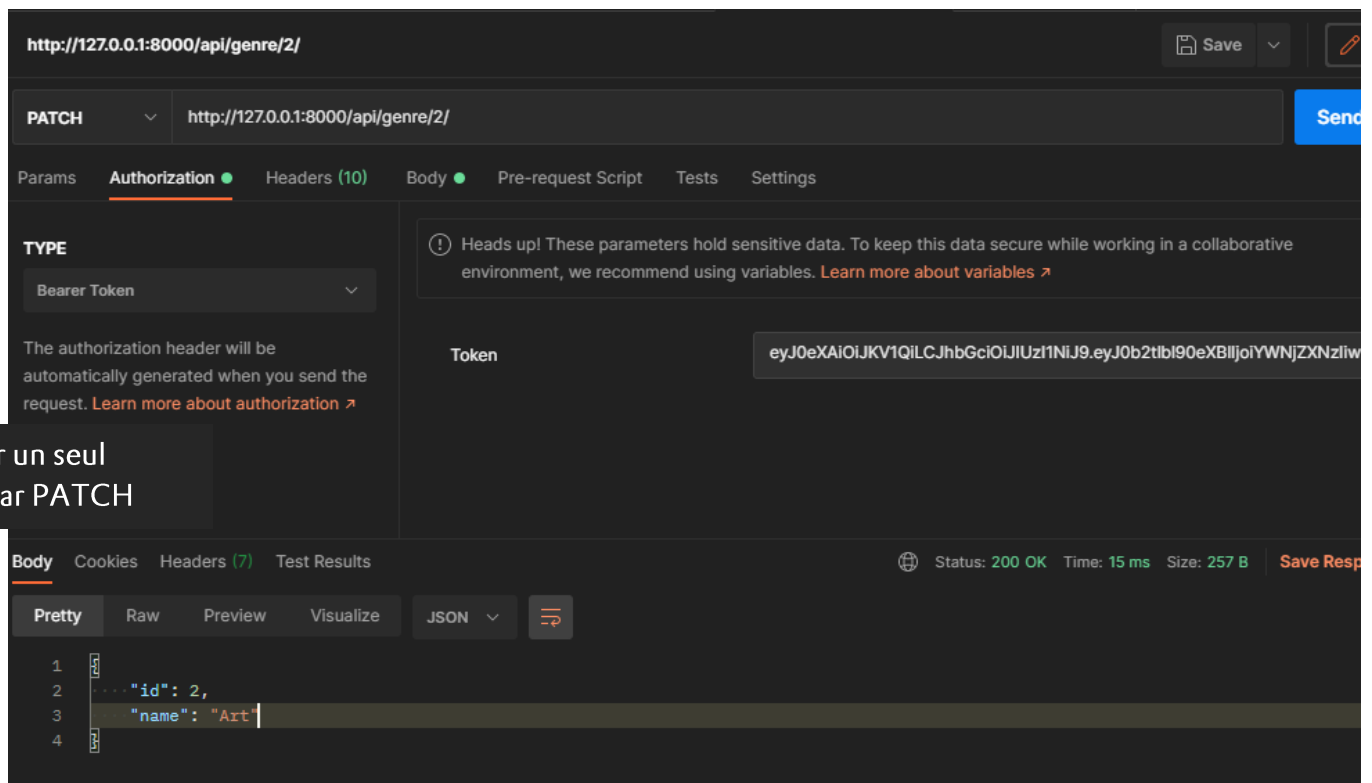 http://127.0.0.1:8000/api/genre/2/
Save
PATCH
http://127.0.0.1:8000/api/genre/2/
Send
Params Authorization Headers (10) Body Pre-request Script Tests Settings
TYPE
Bearer Token
The authorization header will be
automatically generated when you send the
request. Learn more about authorization ↗
Heads up! These parameters hold sensitive data. To keep this data secure while working in a collaborative
environment, we recommend using variables. Learn more about variables ↗
Token
r un seul
ar PATCH
Body Cookies Headers (7) Test Results
Status: 200 OK Time: 15 ms Size: 257 B Save Resp
Pretty Raw Preview Visualize JSON
1 {
2 "id": 2,
3 "name": "Art"
4 }